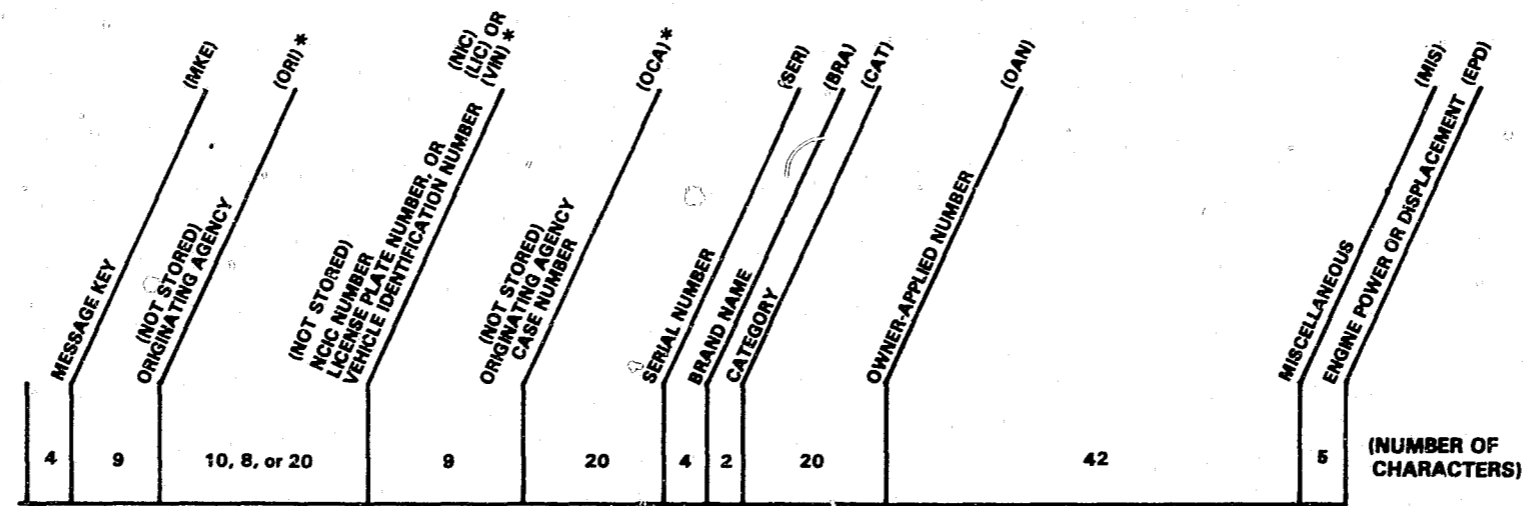 MESSAGE KEY (MKE)
(NOT STORED)
ORIGINATING AGENCY (ORI) *
(NOT STORED)
NCIC NUMBER (NIC)
LICENSE PLATE NUMBER, OR (LIC) OR
VEHICLE IDENTIFICATION NUMBER (VIN) *
(NOT STORED)
ORIGINATING AGENCY
CASE NUMBER (OCA) *
SERIAL NUMBER (SER)
BRAND NAME (BRA)
CATEGORY (CAT)
OWNER-APPLIED NUMBER (OAN)
MISCELLANEOUS (MIS)
ENGINE POWER OR DISPLACEMENT (EPD)
4 9 10, 8, or 20 9 20 4 2 20 42 5 (NUMBER OF
CHARACTERS)